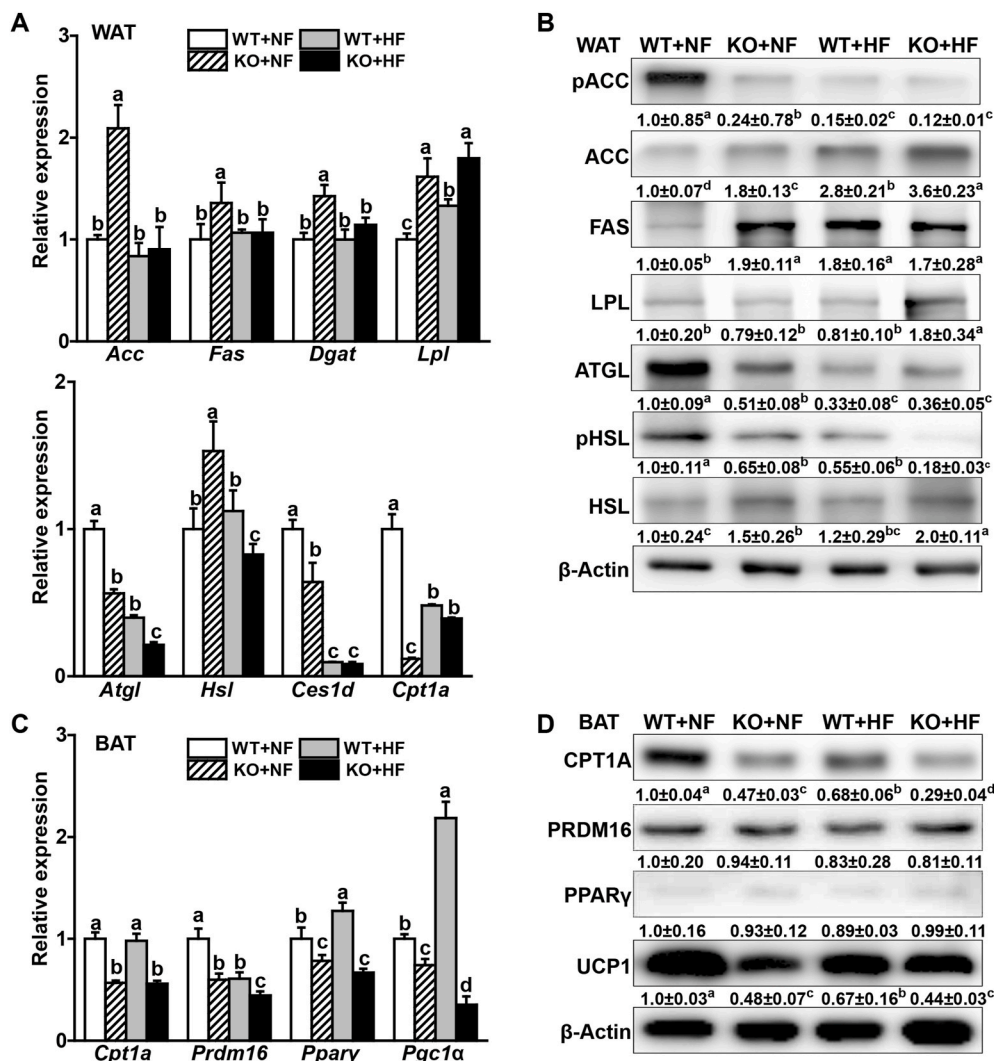 A WAT
WT+NF WT+HF
KO+NF KO+HF
Relative expression
3
2
1
0
b a b b
b a b b
b a b b
c a b a
Acc Fas Dgat Lpl
Relative expression
2
1
0
a b b c
b a b c
a b c c
a c b b
Atgl Hsl Ces1d Cpt1a
B WAT WT+NF KO+NF WT+HF KO+HF
pACC
1.0±0.85a 0.24±0.78b 0.15±0.02c 0.12±0.01c
ACC
1.0±0.07d 1.8±0.13c 2.8±0.21b 3.6±0.23a
FAS
1.0±0.05b 1.9±0.11a 1.8±0.16a 1.7±0.28a
LPL
1.0±0.20b 0.79±0.12b 0.81±0.10b 1.8±0.34a
ATGL
1.0±0.09a 0.51±0.08b 0.33±0.08c 0.36±0.05c
pHSL
1.0±0.11a 0.65±0.08b 0.55±0.06b 0.18±0.03c
HSL
1.0±0.24c 1.5±0.26b 1.2±0.29bc 2.0±0.11a
β-Actin
C BAT
WT+NF WT+HF
KO+NF KO+HF
Relative expression
3
2
1
0
a b a b
a b b c
b c a c
b c a d
Cpt1a Prdm16 Pparγ Pgc1α
D BAT WT+NF KO+NF WT+HF KO+HF
CPT1A
1.0±0.04a 0.47±0.03c 0.68±0.06b 0.29±0.04d
PRDM16
1.0±0.20 0.94±0.11 0.83±0.28 0.81±0.11
PPARγ
1.0±0.16 0.93±0.12 0.89±0.03 0.99±0.11
UCP1
1.0±0.03a 0.48±0.07c 0.67±0.16b 0.44±0.03c
β-Actin